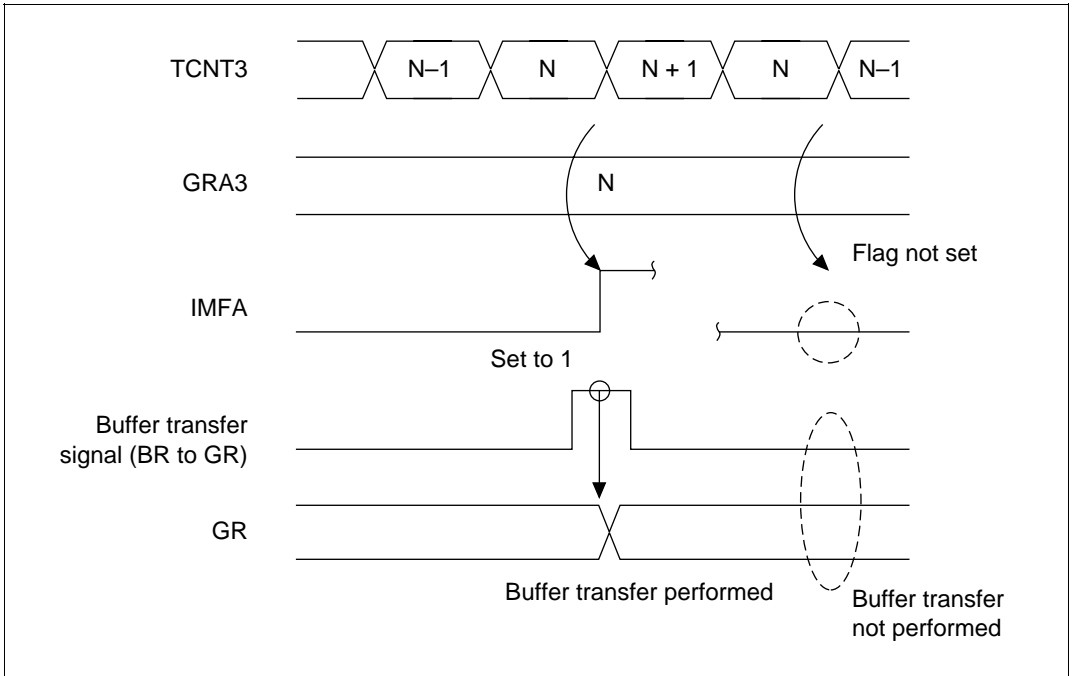 TCNT3
N–1
N
N + 1
N
N–1
GRA3
N
Flag not set
IMFA
Set to 1
Buffer transfer
signal (BR to GR)
GR
Buffer transfer performed
Buffer transfer
not performed